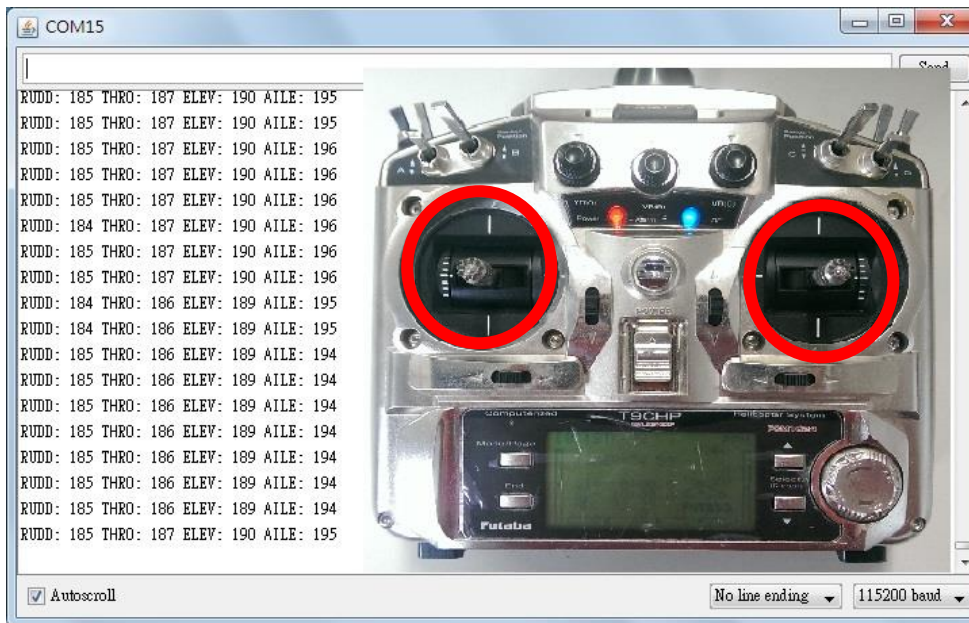 COM15
Send
RUDD: 185 THRO: 187 ELEV: 190 AILE: 195
RUDD: 185 THRO: 187 ELEV: 190 AILE: 195
RUDD: 185 THRO: 187 ELEV: 190 AILE: 196
RUDD: 185 THRO: 187 ELEV: 190 AILE: 196
RUDD: 185 THRO: 187 ELEV: 190 AILE: 196
RUDD: 184 THRO: 187 ELEV: 190 AILE: 196
RUDD: 185 THRO: 187 ELEV: 190 AILE: 196
RUDD: 185 THRO: 187 ELEV: 190 AILE: 196
RUDD: 184 THRO: 186 ELEV: 189 AILE: 195
RUDD: 184 THRO: 186 ELEV: 189 AILE: 195
RUDD: 185 THRO: 186 ELEV: 189 AILE: 194
RUDD: 185 THRO: 186 ELEV: 189 AILE: 194
RUDD: 185 THRO: 186 ELEV: 189 AILE: 194
RUDD: 185 THRO: 186 ELEV: 189 AILE: 194
RUDD: 185 THRO: 186 ELEV: 189 AILE: 194
RUDD: 185 THRO: 186 ELEV: 189 AILE: 194
RUDD: 185 THRO: 186 ELEV: 189 AILE: 194
RUDD: 185 THRO: 187 ELEV: 190 AILE: 195
A
B
C
Power
POWER
Computerized
T9CHP
Helicopter system
End
Select
Futaba
Autoscroll
No line ending
115200 baud